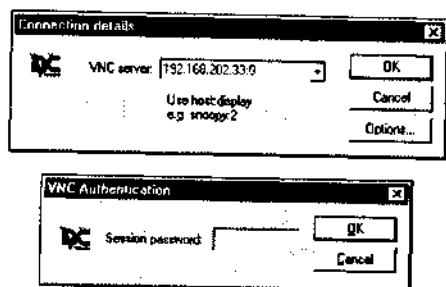 Connection details
VNC server: 192.168.202.33:0
OK
Use host:display
e.g. snoopy:2
Cancel
Options...
VNC Authentication
Session password:
OK
Cancel